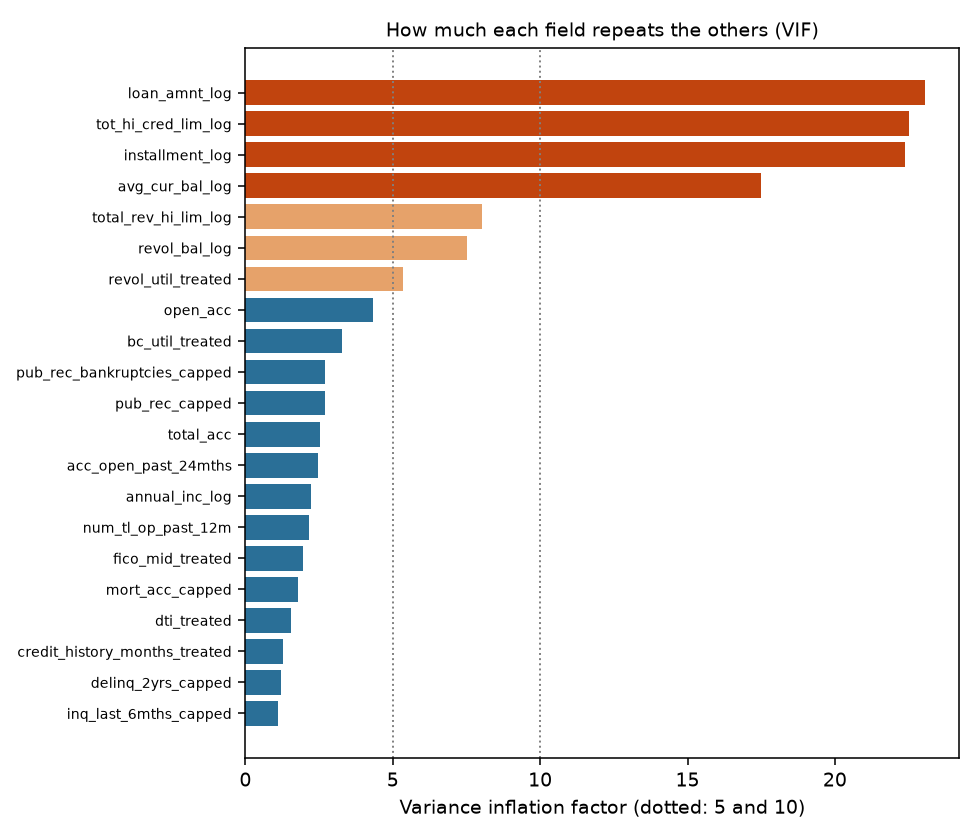 How much each field repeats the others (VIF)
loan_amnt_log
tot_hi_cred_lim_log
installment_log
avg_cur_bal_log
total_rev_hi_lim_log
revol_bal_log
revol_util_treated
open_acc
bc_util_treated
pub_rec_bankruptcies_capped
pub_rec_capped
total_acc
acc_open_past_24mths
annual_inc_log
num_tl_op_past_12m
fico_mid_treated
mort_acc_capped
dti_treated
credit_history_months_treated
delinq_2yrs_capped
inq_last_6mths_capped
0 5 10 15 20
Variance inflation factor (dotted: 5 and 10)